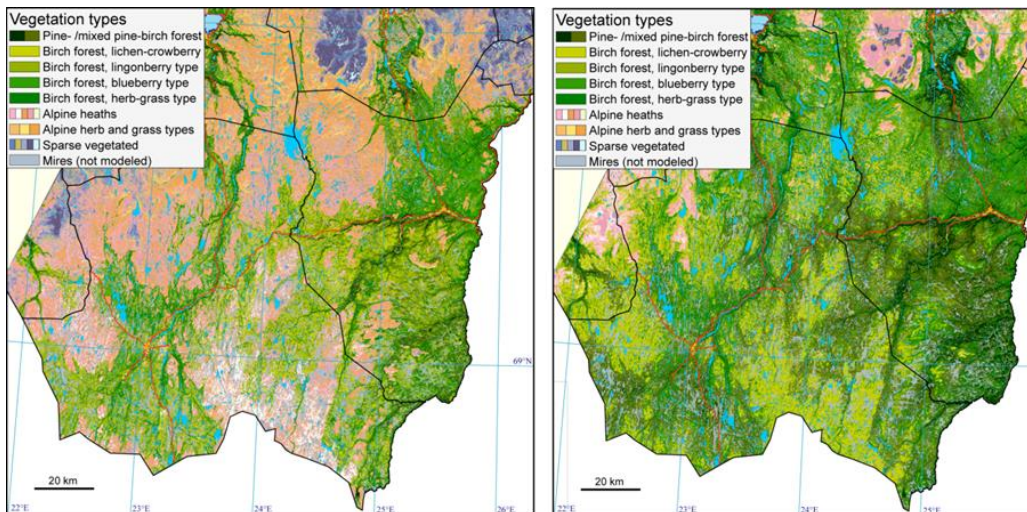 Vegetation types
Pine- /mixed pine-birch forest
Birch forest, lichen-crowberry
Birch forest, lingonberry type
Birch forest, blueberry type
Birch forest, herb-grass type
Alpine heaths
Alpine herb and grass types
Sparse vegetated
Mires (not modeled)
69°N
20 km
22°E
23°E
24°E
25°E
26°E
Vegetation types
Pine- /mixed pine-birch forest
Birch forest, lichen-crowberry
Birch forest, lingonberry type
Birch forest, blueberry type
Birch forest, herb-grass type
Alpine heaths
Alpine herb and grass types
Sparse vegetated
Mires (not modeled)
69°N
20 km
22°E
23°E
24°E
25°E